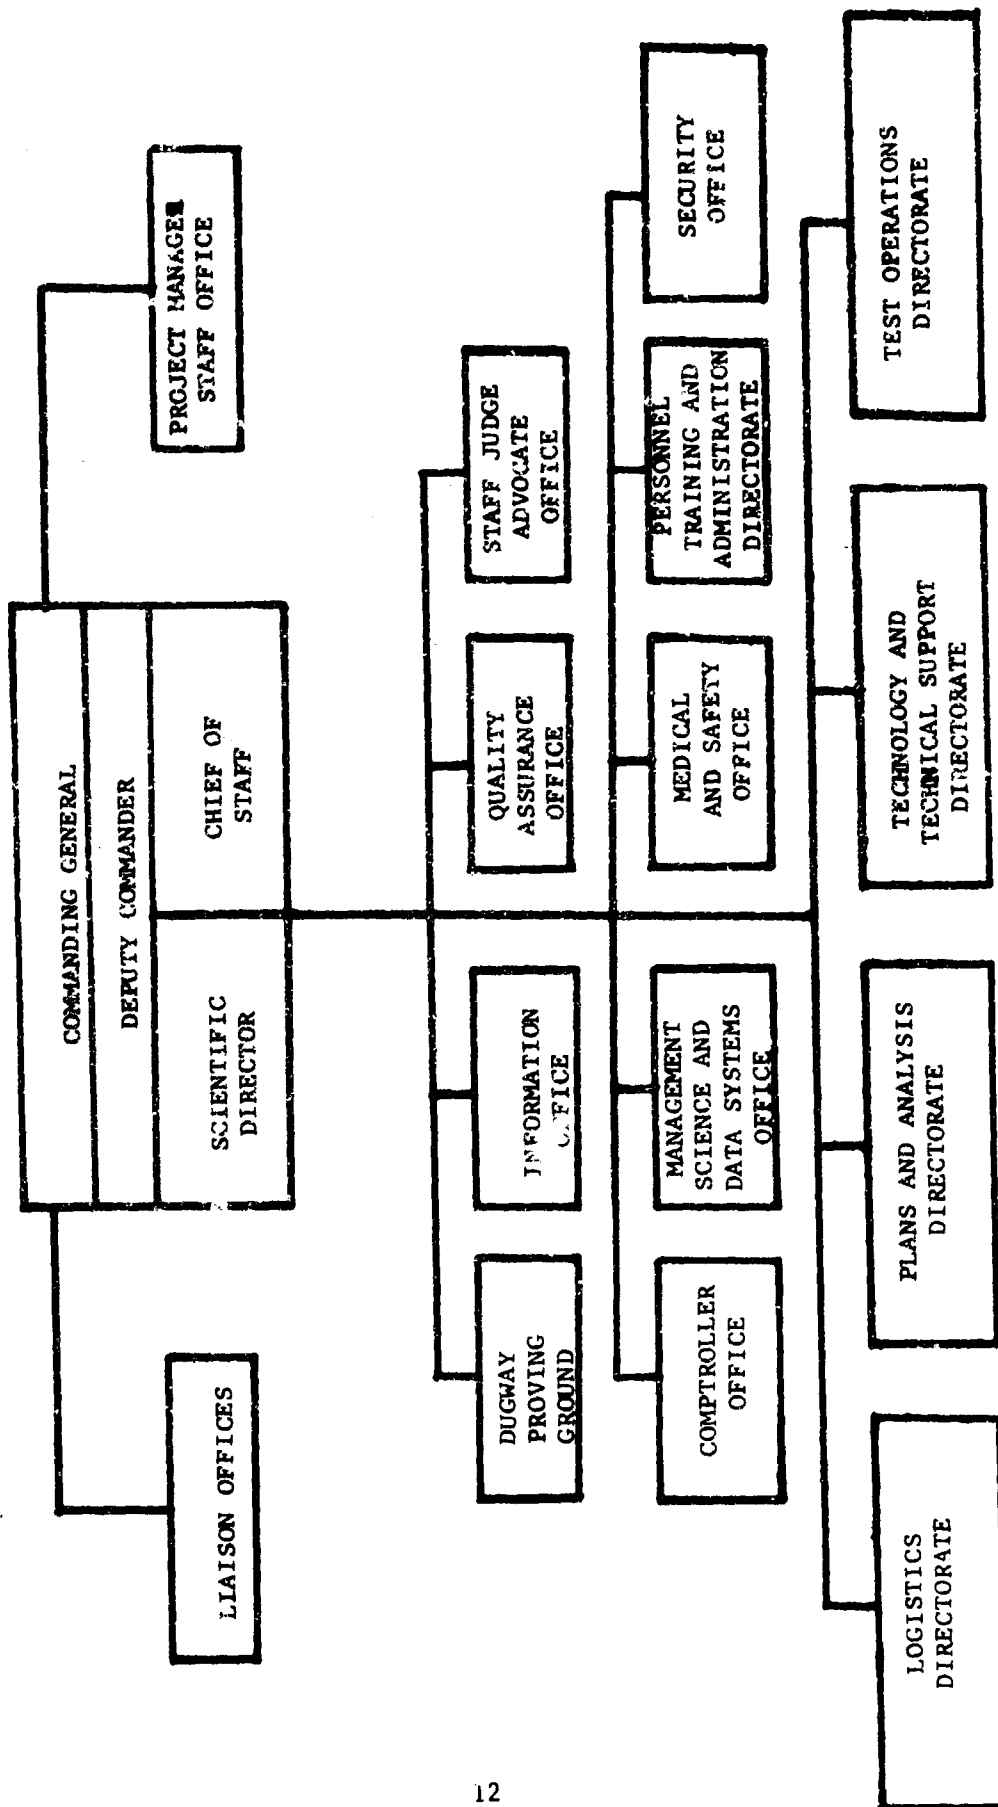 COMMANDING GENERAL
DEPUTY COMMANDER
SCIENTIFIC
DIRECTOR
CHIEF OF
STAFF
LIAISON OFFICES
PROJECT MANAGER
STAFF OFFICE
DUGWAY
PROVING
GROUND
INFORMATION
OFFICE
QUALITY
ASSURANCE
OFFICE
STAFF JUDGE
ADVOCATE
OFFICE
COMPTROLLER
OFFICE
MANAGEMENT
SCIENCE AND
DATA SYSTEMS
OFFICE
MEDICAL
AND SAFETY
OFFICE
PERSONNEL
TRAINING AND
ADMINISTRATION
DIRECTORATE
SECURITY
OFFICE
LOGISTICS
DIRECTORATE
PLANS AND ANALYSIS
DIRECTORATE
TECHNOLOGY AND
TECHNICAL SUPPORT
DIRECTORATE
TEST OPERATIONS
DIRECTORATE
12